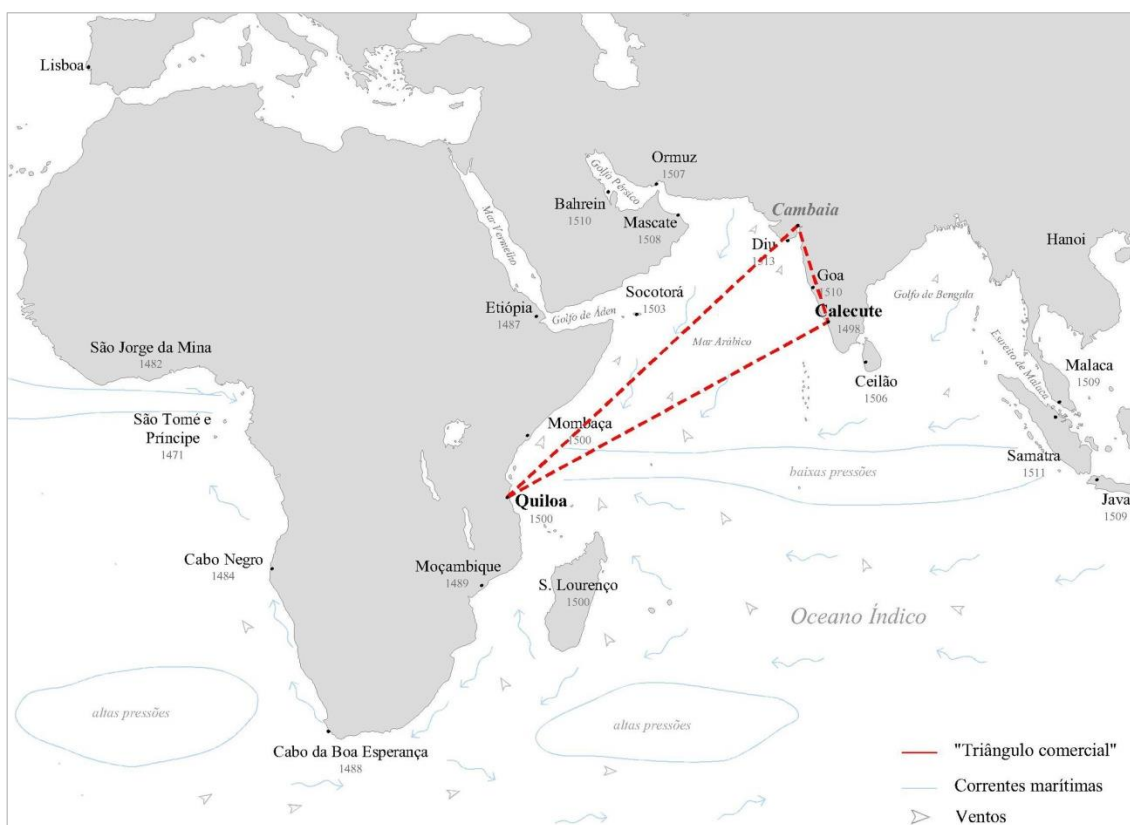 Lisboa
Ormuz
1507
Golfo Pérsico
Bahrein
1510
Mascate
1508
Cambaia
Diu
1513
Hanoi
Mar Vermelho
Goa
1510
Socotorá
1503
Etiópia
1487
Golfo de Áden
Golfo de Bengala
Calecute
1498
São Jorge da Mina
1482
Mar Arábico
Estreito de Malaca
Malaca
1509
Ceilão
1506
São Tomé e
Príncipe
1471
Mombaça
1500
Samatra
1511
baixas pressões
Quiloa
1500
Java
1509
Cabo Negro
1484
Moçambique
1489
S. Lourenço
1500
Oceano Índico
altas pressões
altas pressões
Cabo da Boa Esperança
1488
"Triângulo comercial"
Correntes marítimas
Ventos